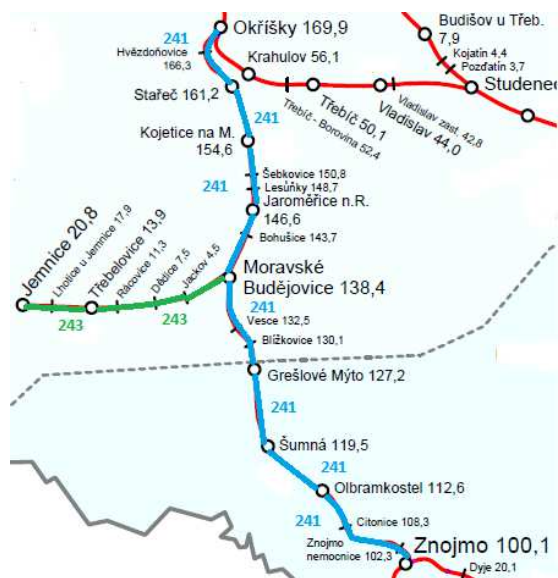 241
Okříšky 169,9
Hvězdoňovice
166,3
Krahulov 56,1
Budišov u Třeb.
7,9
Kojatín 4,4
Pozďatín 3,7
Studenec
Stařeč 161,2
Třebíč - Borovina 52,4
Třebíč 50,1
Vladislav 44,0
Vladislav zast. 42,8
241
Kojetice na M.
154,6
Šebkovice 150,8
241
Lesůňky 148,7
Jaroměřice n.R.
146,6
Bohušice 143,7
Jemnice 20,8
Lhotice u Jemnice 17,9
Třebelovice 13,9
Rácovice 11,3
Dědice 7,5
Jackov 4,5
243
243
Moravské
Budějovice 138,4
241
Vesce 132,5
Blížkovice 130,1
Grešlové Mýto 127,2
241
Šumná 119,5
241
Olbramkostel 112,6
241
Citonice 108,3
Znojmo
nemocnice 102,3
Znojmo 100,1
Dyje 20,1